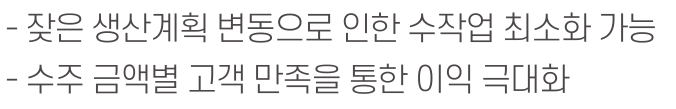 - 잦은 생산계획 변동으로 인한 수작업 최소화 가능
- 수주 금액별 고객 만족을 통한 이익 극대화